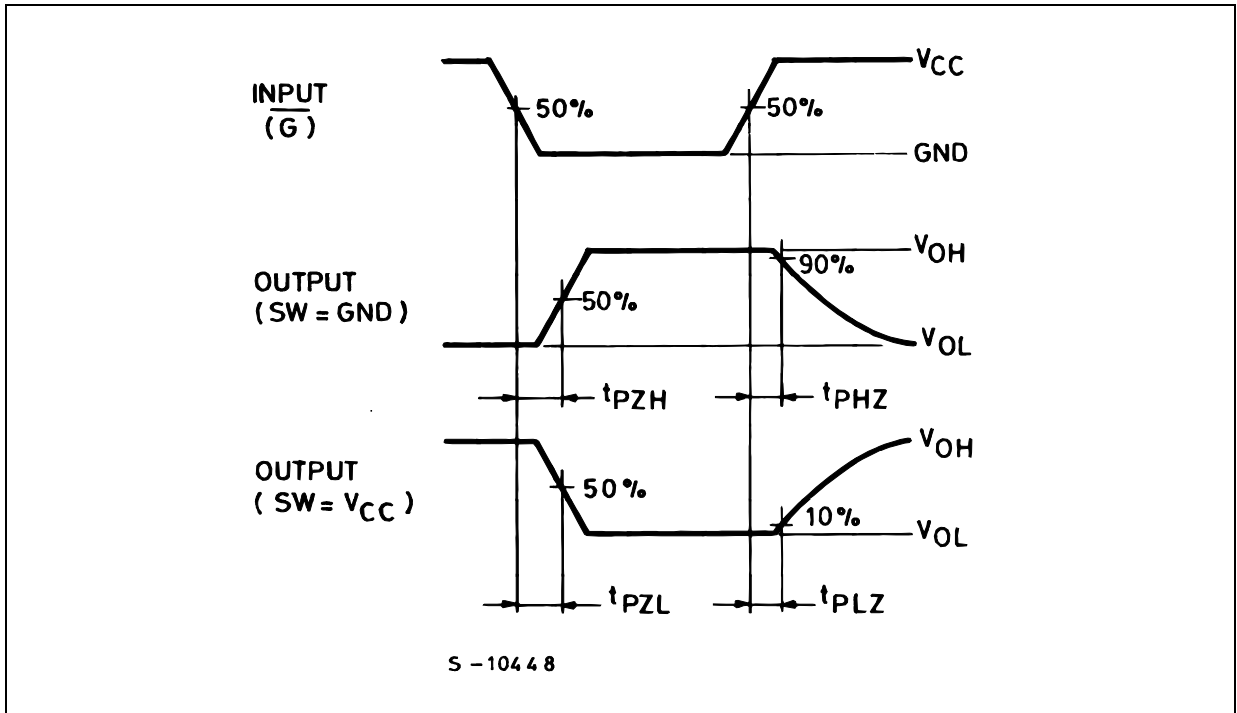 INPUT
(G̅)
50%
50%
VCC
GND
OUTPUT
(SW = GND)
50%
90%
VOH
VOL
tPZH
tPHZ
OUTPUT
(SW = VCC)
50%
10%
VOH
VOL
tPZL
tPLZ
S-10448